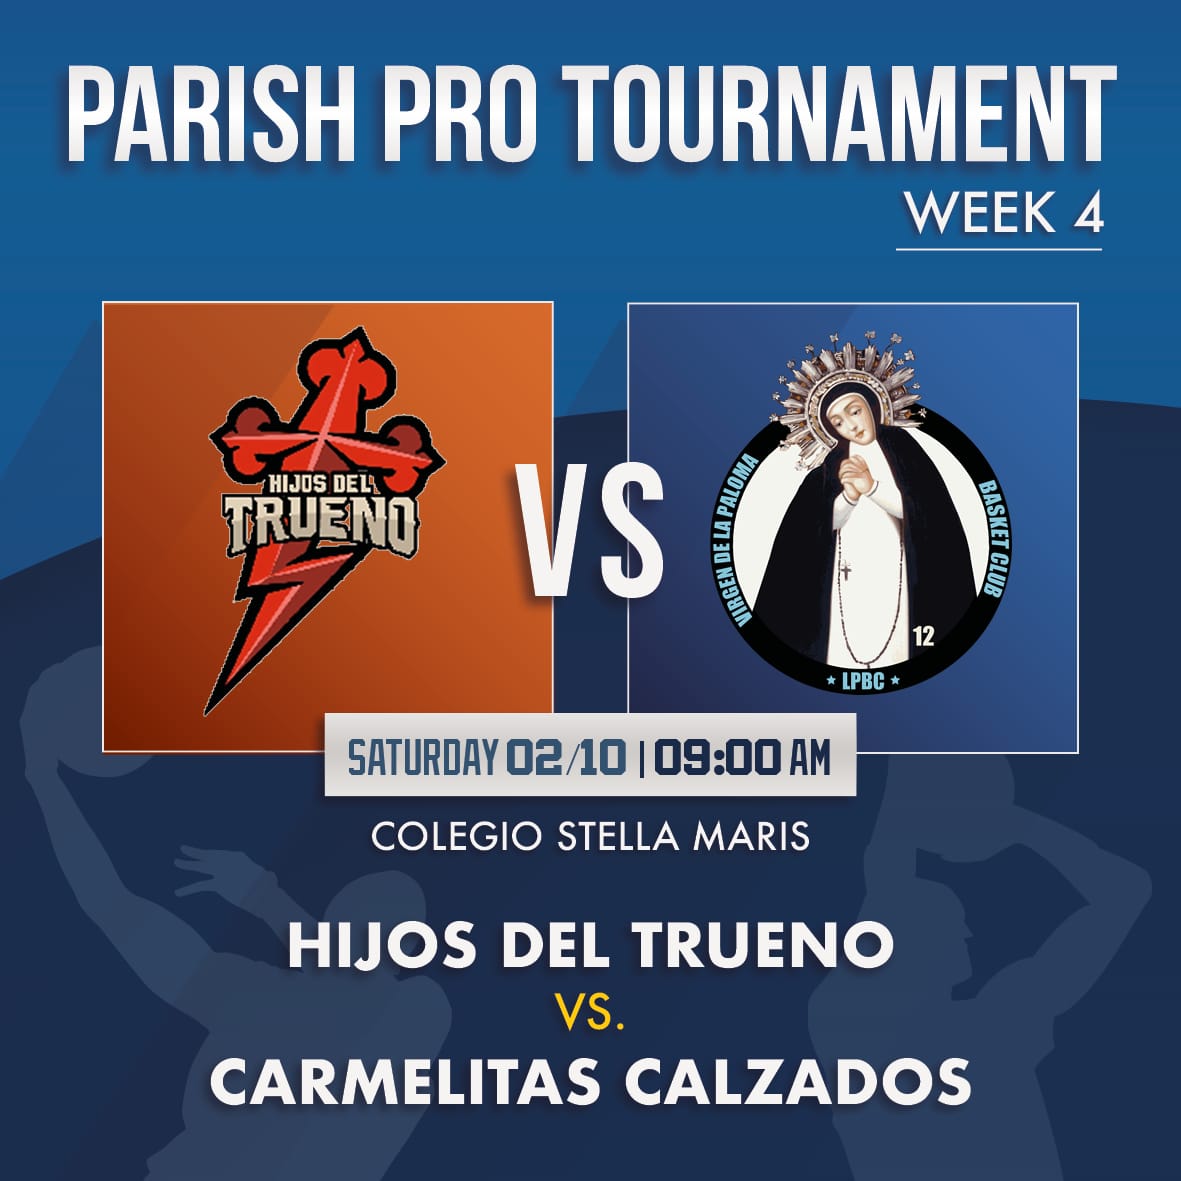 PARISH PRO TOURNAMENT
WEEK 4
HIJOS DEL
TRUENO
VS
VIRGEN DE LA PALOMA
BASKET CLUB
12
★ LPBC ★
SATURDAY 02/10 | 09:00 AM
COLEGIO STELLA MARIS
HIJOS DEL TRUENO
VS.
CARMELITAS CALZADOS